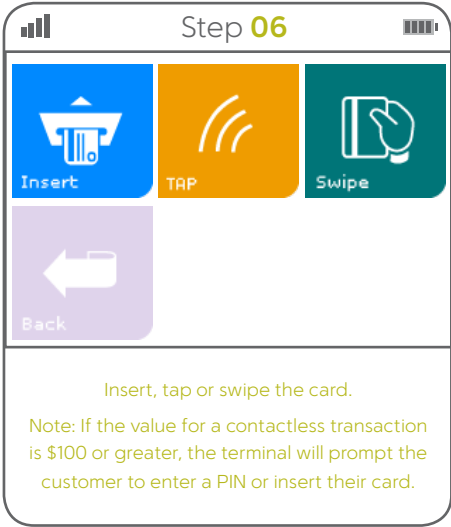 Step 06
Insert
TAP
Swipe
Back
Insert, tap or swipe the card.
Note: If the value for a contactless transaction
is $100 or greater, the terminal will prompt the
customer to enter a PIN or insert their card.